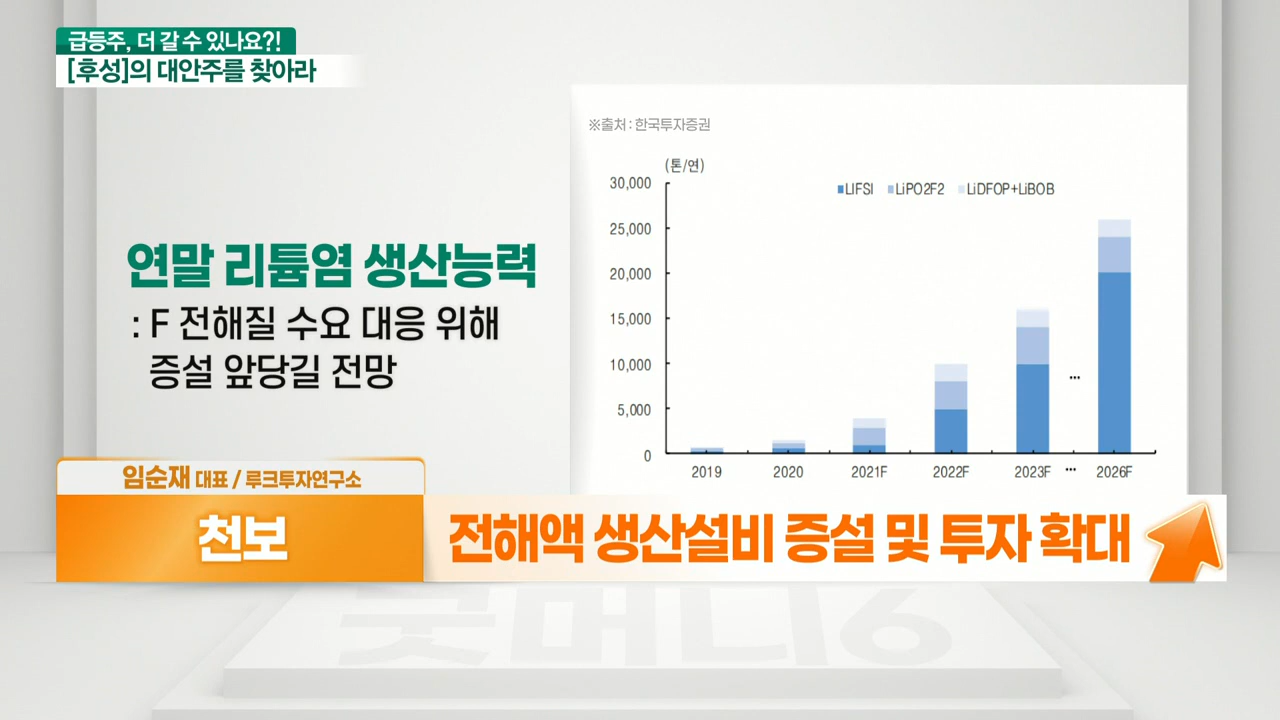 급등주, 더 갈 수 있나요?!
[후성]의 대안주를 찾아라
※출처 : 한국투자증권
(톤/연)
LIFSI LiPO2F2 LiDFOP+LiBOB
30,000
25,000
20,000
15,000
10,000
5,000
0
2019 2020 2021F 2022F 2023F ... 2026F
...
연말 리튬염 생산능력
: F 전해질 수요 대응 위해
증설 앞당길 전망
임순재 대표 / 루크투자연구소
천보
전해액 생산설비 증설 및 투자 확대
굿머니6